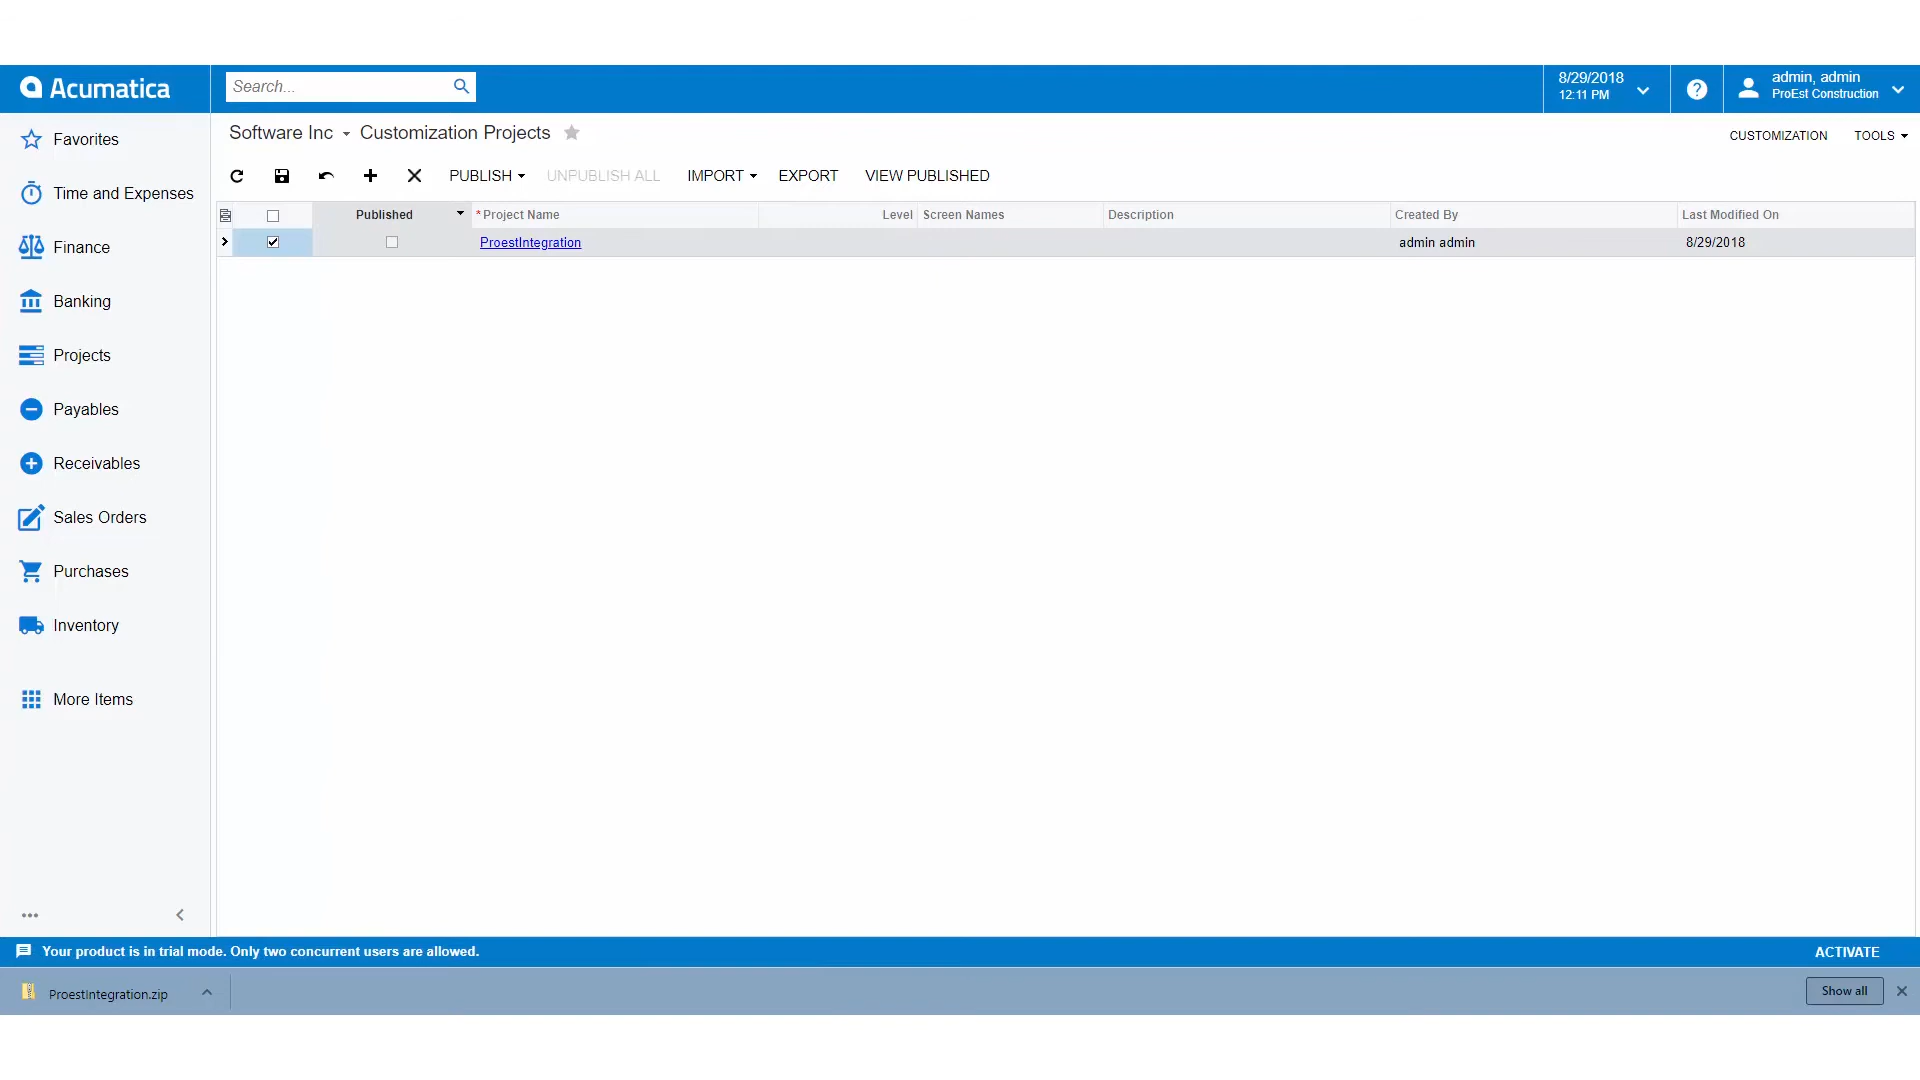 Acumatica
Search...
8/29/2018
12:11 PM
?
admin, admin
ProEst Construction
Favorites
Time and Expenses
Finance
Banking
Projects
Payables
Receivables
Sales Orders
Purchases
Inventory
More Items
Software Inc Customization Projects
CUSTOMIZATION TOOLS
PUBLISH UNPUBLISH ALL IMPORT EXPORT VIEW PUBLISHED
Published *Project Name Level Screen Names Description Created By Last Modified On
ProestIntegration admin admin 8/29/2018
Your product is in trial mode. Only two concurrent users are allowed. ACTIVATE
ProestIntegration.zip Show all